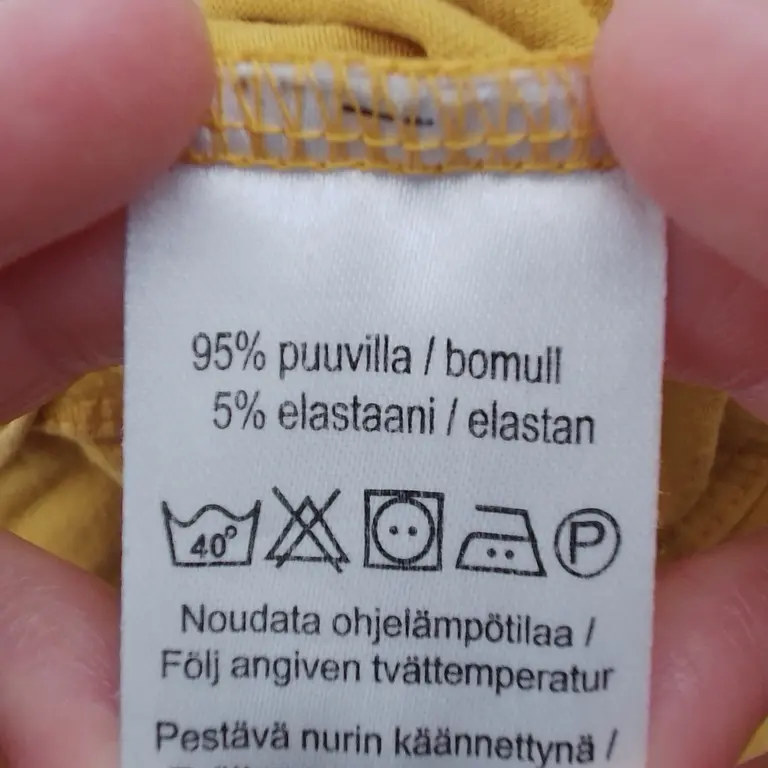 95% puuvilla / bomull
5% elastaani / elastan
40° P
Noudata ohjelämpötilaa /
Följ angiven tvättemperatur
Pestävä nurin käännettynä /